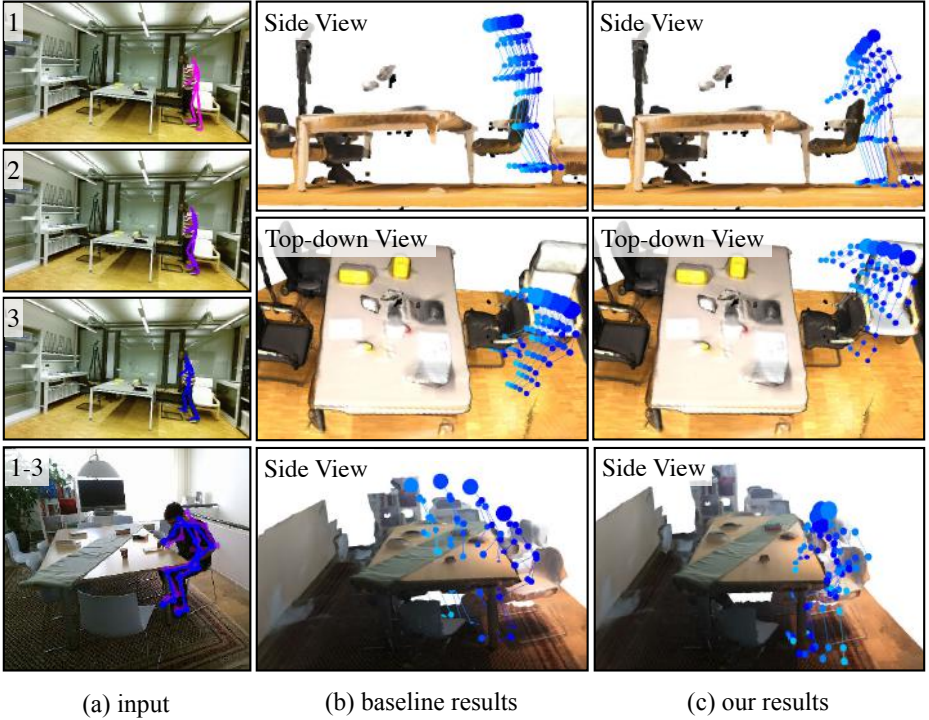 1
Side View
Side View
2
Top-down View
Top-down View
3
1-3
Side View
Side View
(a) input
(b) baseline results
(c) our results